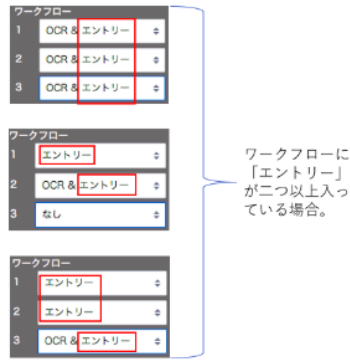 ワークフロー
1 OCR & エントリー
2 OCR & エントリー
3 OCR & エントリー
ワークフロー
1 エントリー
2 OCR & エントリー
3 なし
ワークフロー
1 エントリー
2 エントリー
3 OCR & エントリー
ワークフローに
「エントリー」
が二つ以上入っ
ている場合。